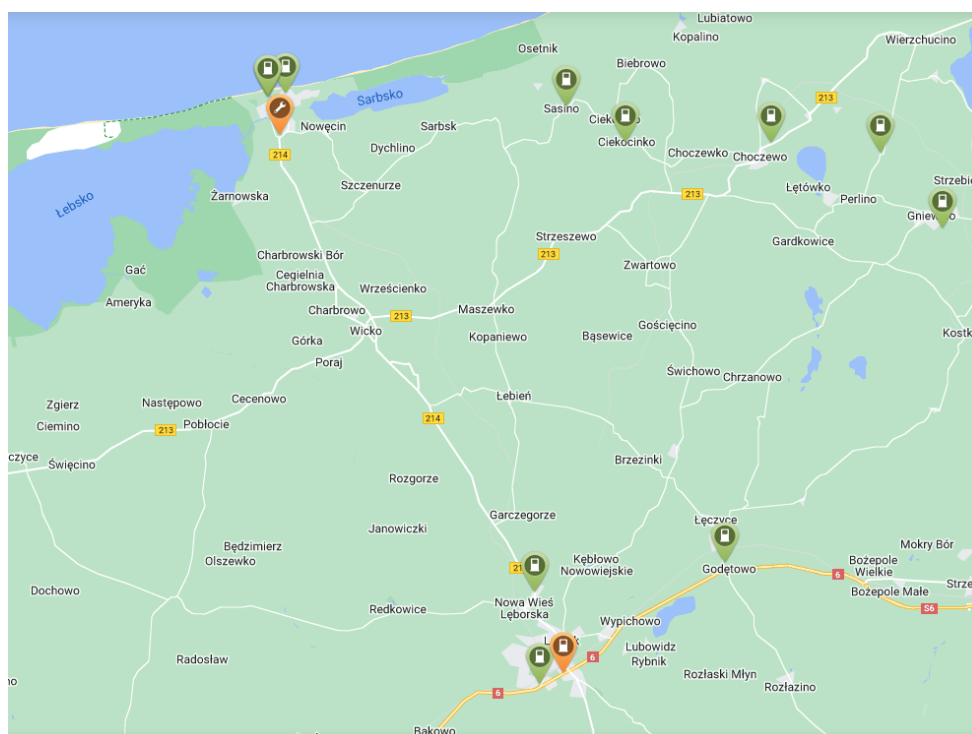 Lubiatowo
Kopalino
Wierzchucino
Osetnik
Biebrowo
213
Sarbsko
Sasino
Nowęcin
Sarbsk
Ciekocinko
Choczewko
Choczewo
214
Dychlino
Szczenurze
Żarnowska
213
Łętówko
Perlino
Strzebie
Łebsko
Gardkowice
Strzeszewo
213
Zwartowo
Charbrowski Bór
Gać
Cegielnia
Charbrowska
Wrześcienko
Ameryka
Charbrowo
213
Maszewko
Wicko
Górka
Kopaniewo
Bąsewice
Gościęcino
Kostk
Poraj
Świchowo
Chrzanowo
Zgierz
Następowo
Cecenowo
Łebień
Ciemino
213
Pobłocie
214
czyce
Święcino
Brzezinki
Rozgorze
Garczegorze
Łęczyce
Janowiczki
Będzimierz
Olszewko
Kębłowo
Nowowiejskie
Godętowo
6
Mokry Bór
Bożepole
Wielkie
Bożepole Małe
Strze
Dochowo
Redkowice
Nowa Wieś
Lęborska
S6
Wypichowo
Lubowidz
Rybnik
6
Radosław
Rozłaski Młyn
Rozłazino
no
6
Bąkowo